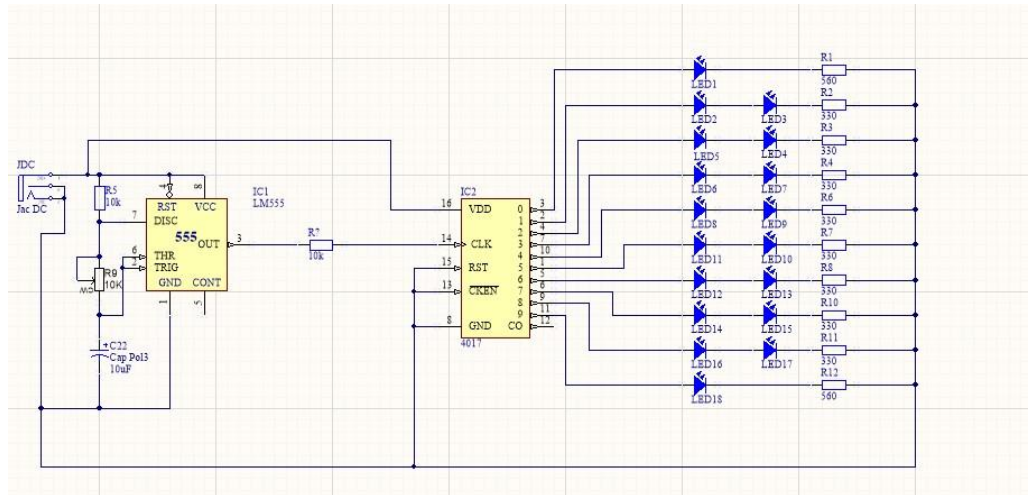 JDC
Jac DC
R5
10k
4
8
RST VCC
7
DISC
555
OUT
3
6
THR
2
TRIG
GND CONT
1
5
IC1
LM555
R9
10K
C22
Cap Pol3
10uF
R?
10k
IC2
16
VDD
14
CLK
15
RST
13
CKEN
8
GND
4017
0
3
1
2
2
4
3
7
4
10
5
1
6
5
7
6
8
9
9
11
CO
12
LED1
R1
560
LED2
LED3
R2
330
LED5
LED4
R3
330
LED6
LED7
R4
330
LED8
LED9
R6
330
LED11
LED10
R7
330
LED12
LED13
R8
330
LED14
LED15
R10
330
LED16
LED17
R11
330
LED18
R12
560